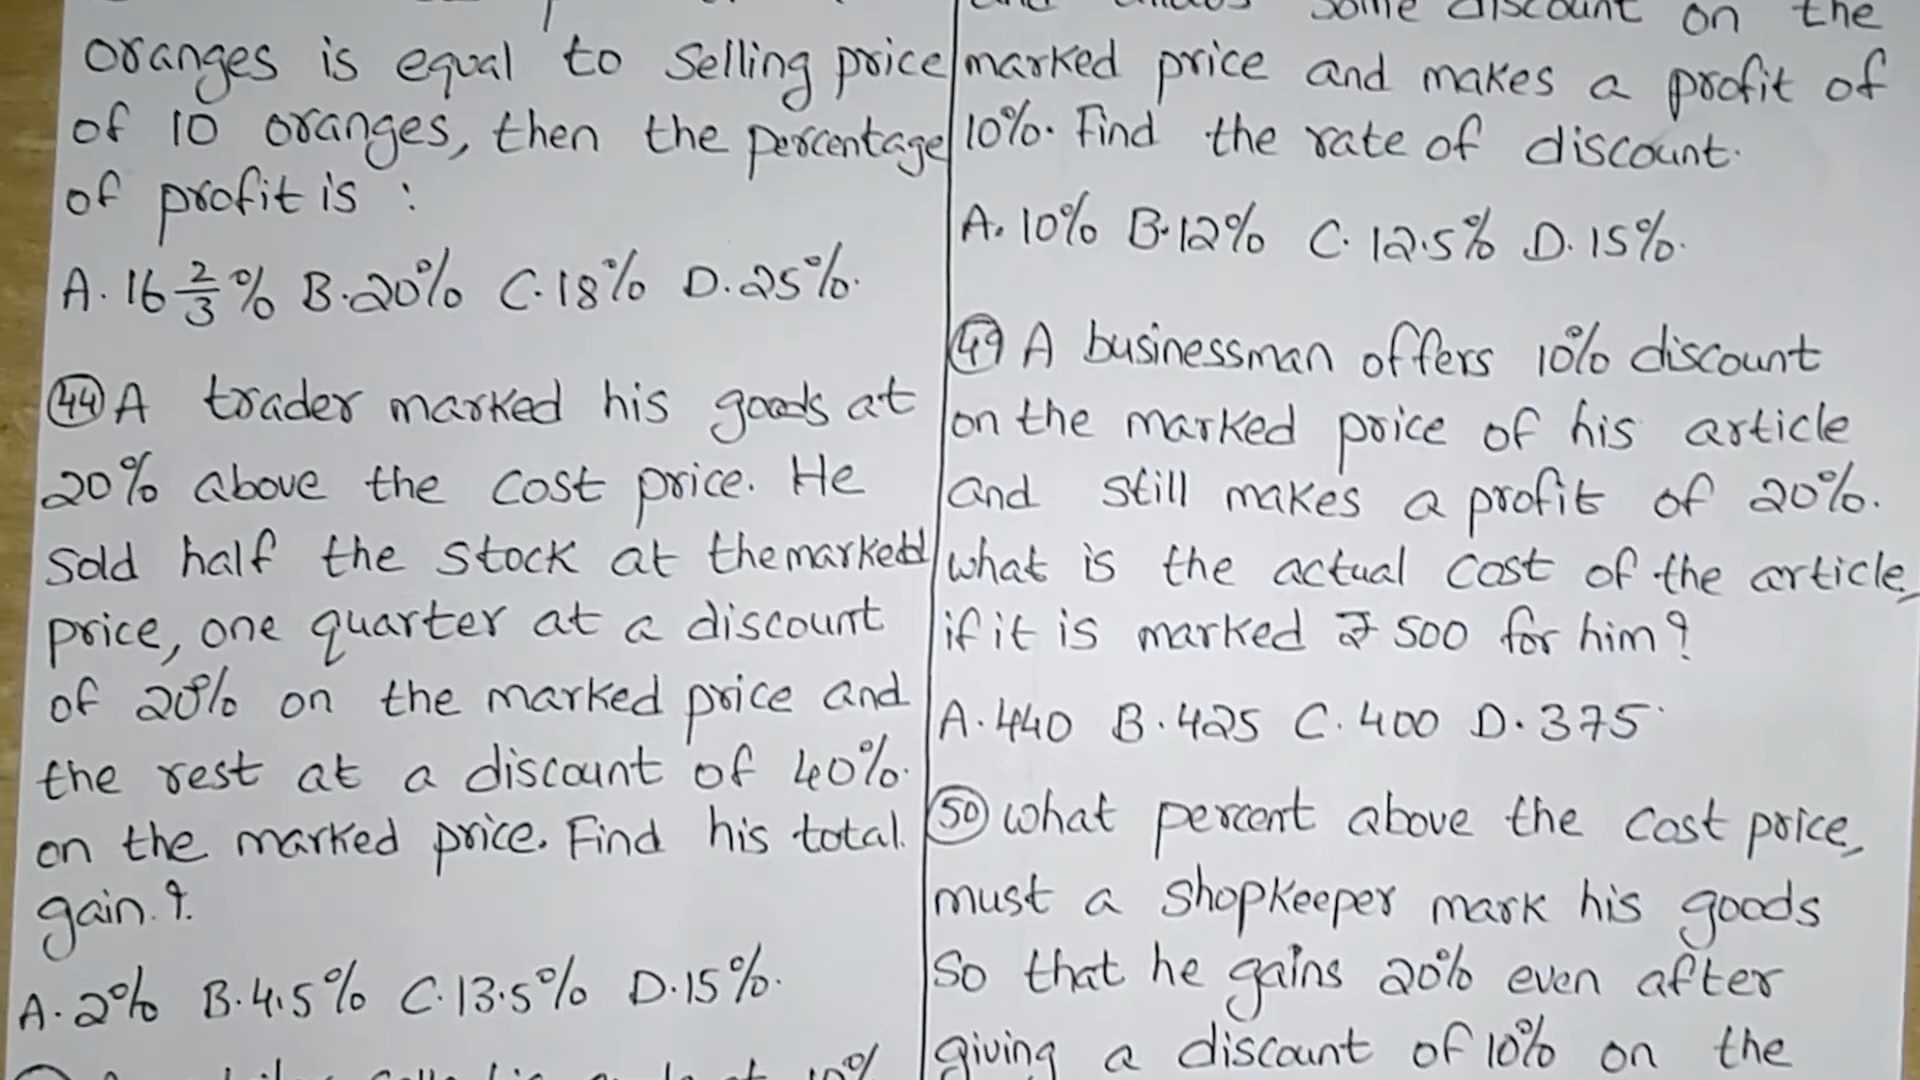 oranges is equal to selling price
of 10 oranges, then the percentage
of profit is :
A. 16 2/3 % B. 20% C. 18% D. 25%.
44 A trader marked his goods at
20% above the cost price. He
sold half the stock at the marked
price, one quarter at a discount
of 20% on the marked price and
the rest at a discount of 40%.
on the marked price. Find his total.
gain.?
A. 2% B. 4.5% C. 13.5% D. 15%.
some discount on the
marked price and makes a profit of
10%. Find the rate of discount.
A. 10% B. 12% C. 12.5% D. 15%.
49 A businessman offers 10% discount
on the marked price of his article
and still makes a profit of 20%.
what is the actual cost of the article,
if it is marked ₹ 500 for him?
A. 440 B. 425 C. 400 D. 375.
50 what percent above the cost price,
must a shopkeeper mark his goods
so that he gains 20% even after
giving a discount of 10% on the